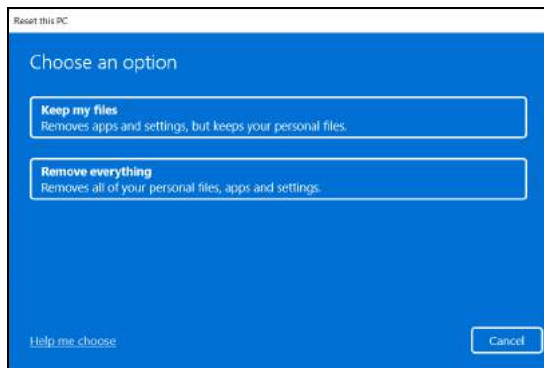 Reset this PC
Choose an option
Keep my files
Removes apps and settings, but keeps your personal files.
Remove everything
Removes all of your personal files, apps and settings.
Help me choose
Cancel